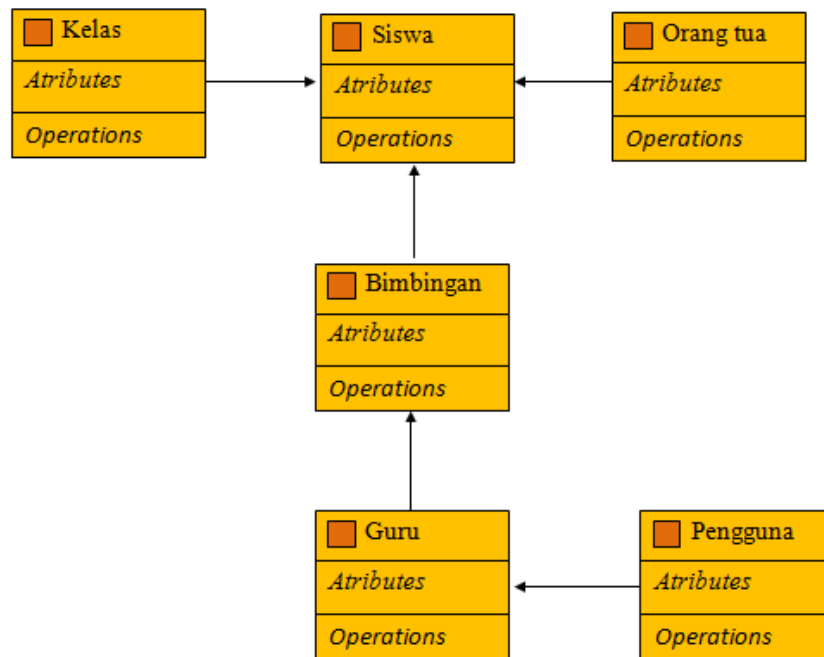 Kelas
Atributes
Operations
Siswa
Atributes
Operations
Orang tua
Atributes
Operations
Bimbingan
Atributes
Operations
Guru
Atributes
Operations
Pengguna
Atributes
Operations